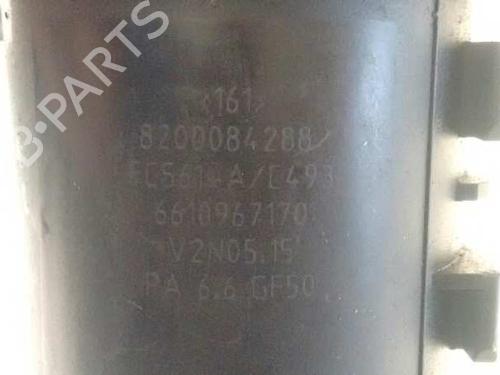 B-PARTS
<161>
8200084288/
EC5614A/C493
6610967170
V2N05.15
PA 6.6 GF50